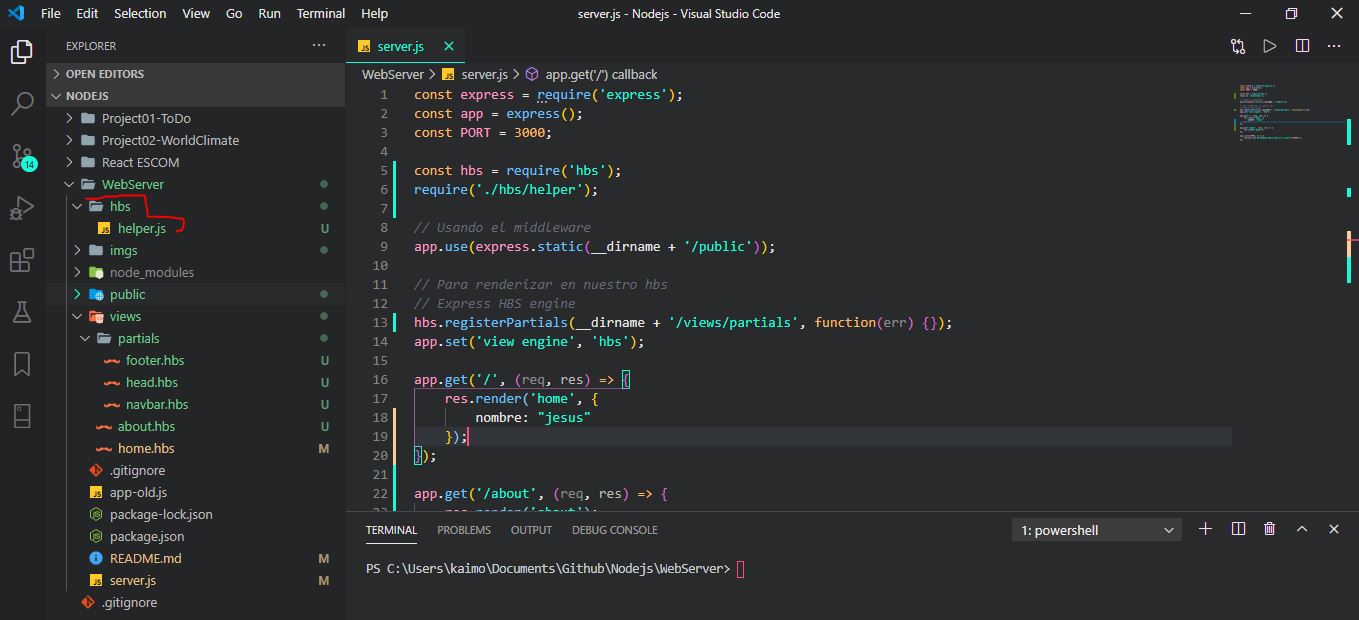 File Edit Selection View Go Run Terminal Help server.js - Nodejs - Visual Studio Code
EXPLORER
OPEN EDITORS
NODEJS
Project01-ToDo
Project02-WorldClimate
React ESCOM
WebServer
hbs
helper.js U
imgs
node_modules
public
views
partials
footer.hbs U
head.hbs U
navbar.hbs U
about.hbs U
home.hbs M
.gitignore
app-old.js
package-lock.json
package.json
README.md M
server.js M
.gitignore
14
JS server.js
WebServer > JS server.js > app.get('/') callback
1 const express = require('express');
2 const app = express();
3 const PORT = 3000;
4
5 const hbs = require('hbs');
6 require('./hbs/helper');
7
8 // Usando el middleware
9 app.use(express.static(__dirname + '/public'));
10
11 // Para renderizar en nuestro hbs
12 // Express HBS engine
13 hbs.registerPartials(__dirname + '/views/partials', function(err) {});
14 app.set('view engine', 'hbs');
15
16 app.get('/', (req, res) => {
17 res.render('home', {
18 nombre: "jesus"
19 });
20 });
21
22 app.get('/about', (req, res) => {
23 res.render('about');
TERMINAL PROBLEMS OUTPUT DEBUG CONSOLE 1: powershell
PS C:\Users\kaimo\Documents\Github\Nodejs\WebServer>